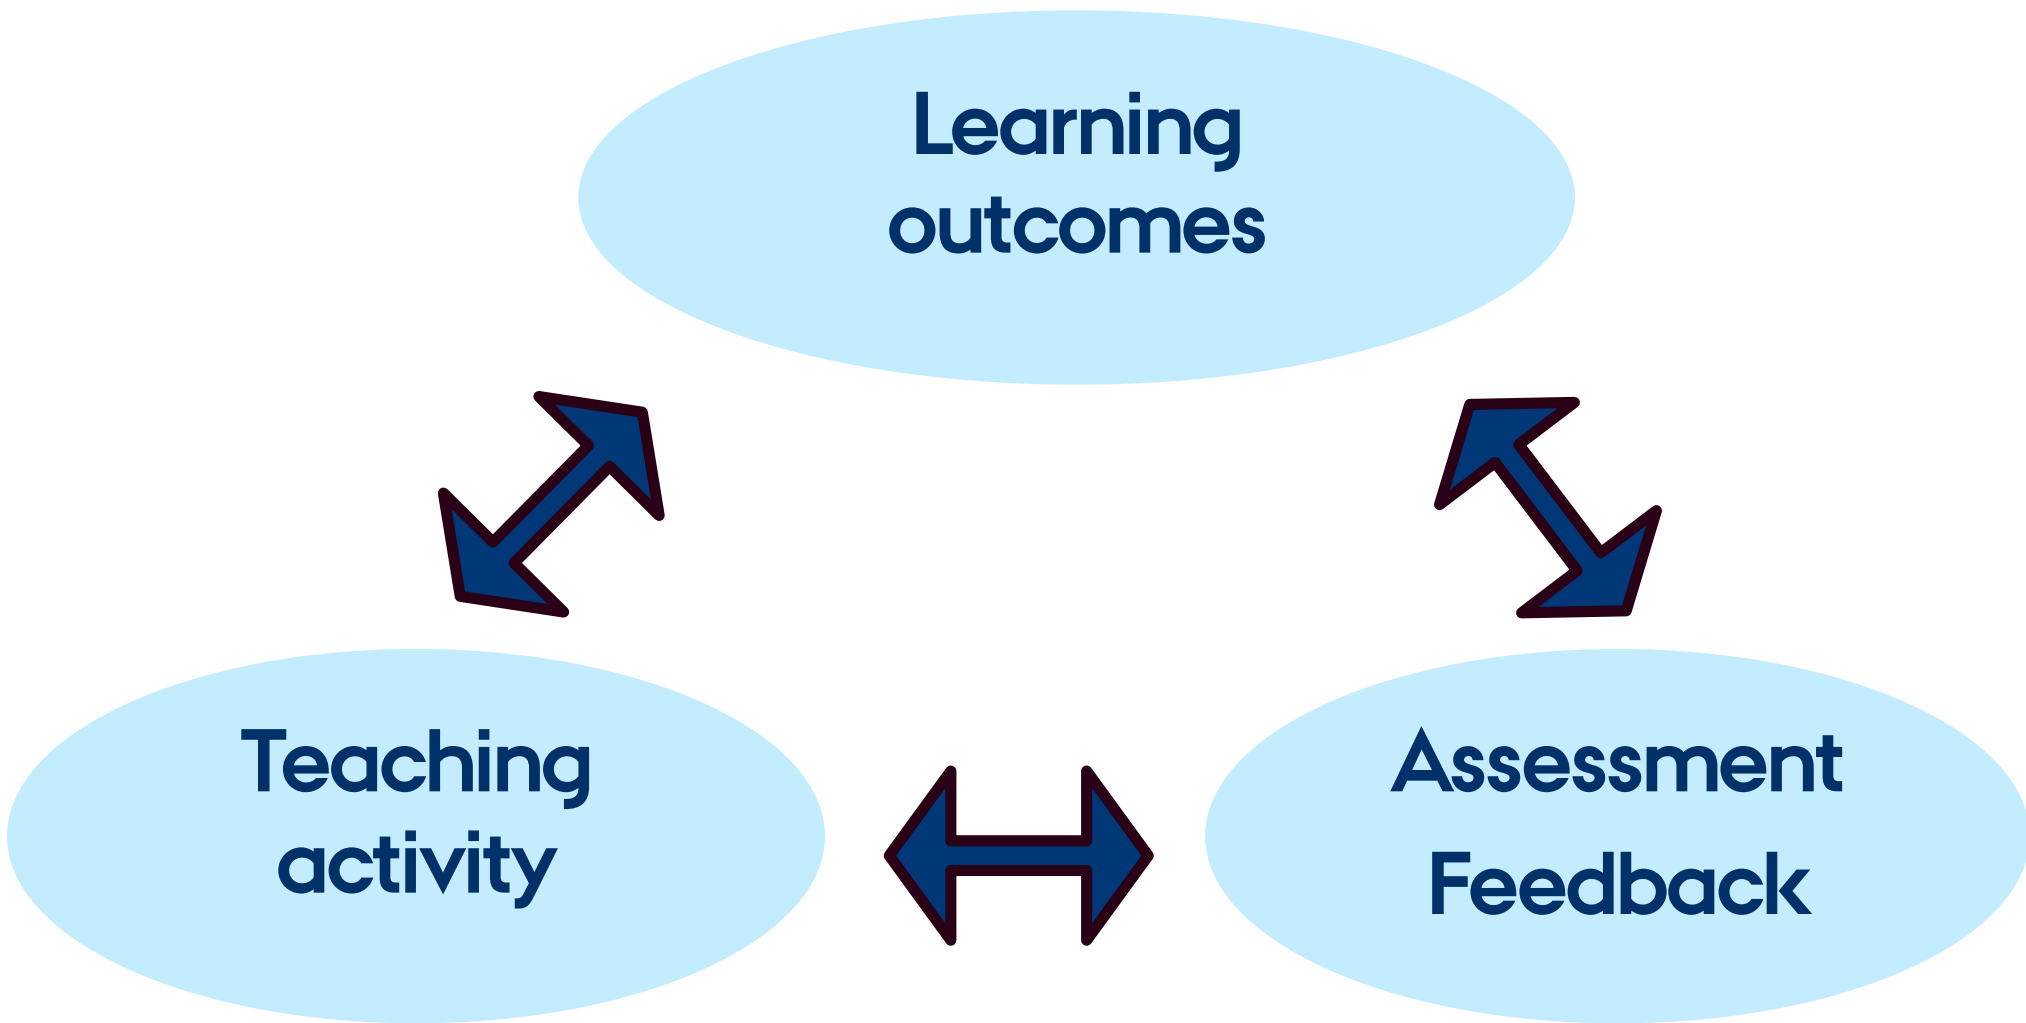 Learning
outcomes
Teaching
activity
Assessment
Feedback